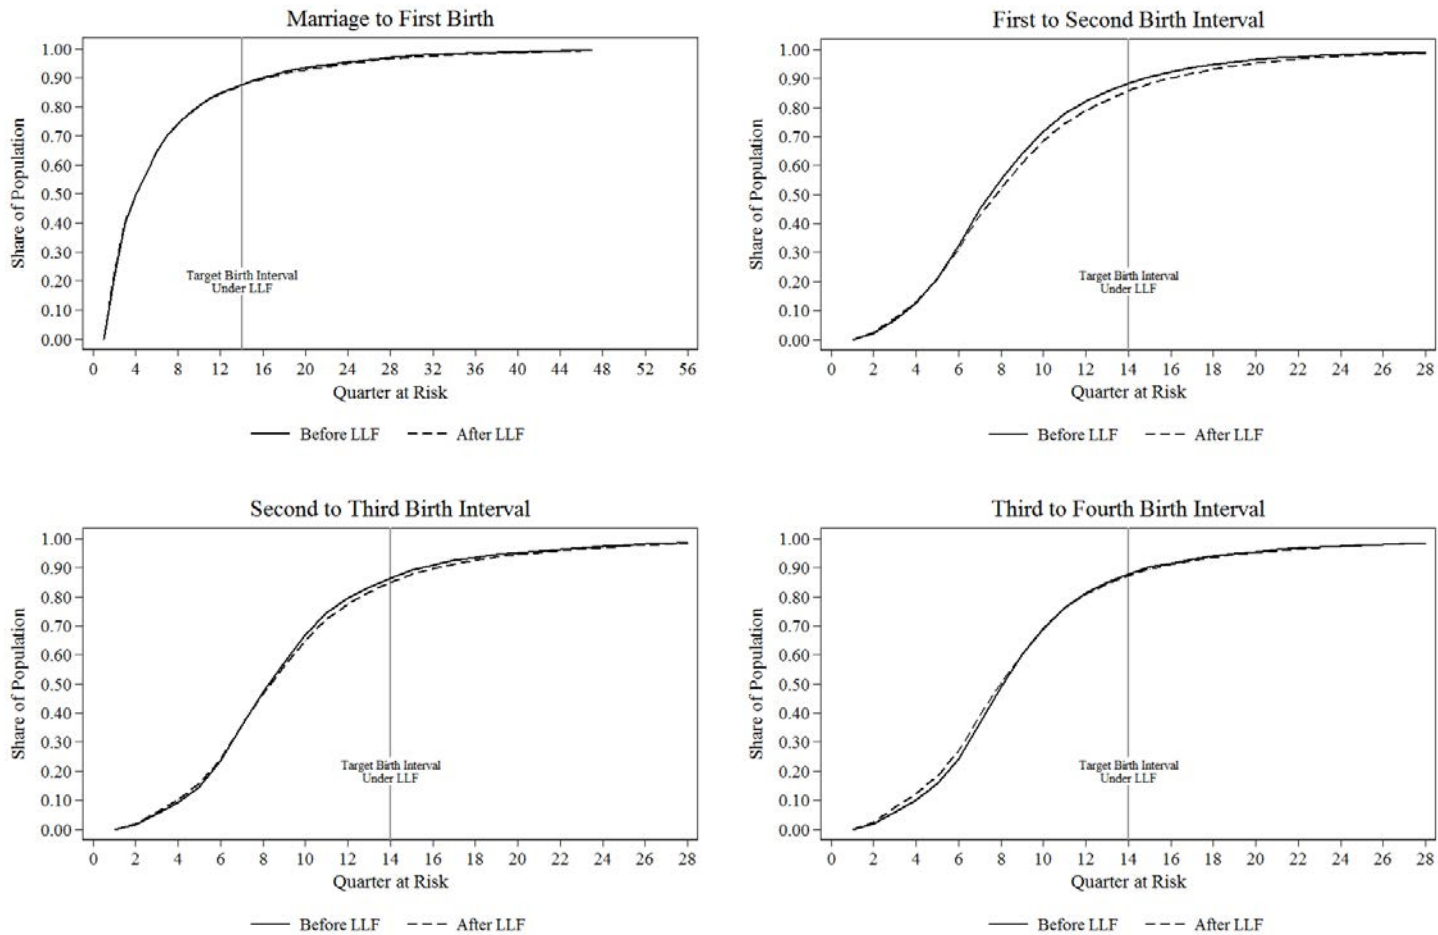 Marriage to First Birth
Share of Population
1.00
0.90
0.80
0.70
0.60
0.50
0.40
0.30
0.20
0.10
0.00
Target Birth Interval
Under LLF
0 4 8 12 16 20 24 28 32 36 40 44 48 52 56
Quarter at Risk
Before LLF After LLF
First to Second Birth Interval
Share of Population
1.00
0.90
0.80
0.70
0.60
0.50
0.40
0.30
0.20
0.10
0.00
Target Birth Interval
Under LLF
0 2 4 6 8 10 12 14 16 18 20 22 24 26 28
Quarter at Risk
Before LLF After LLF
Second to Third Birth Interval
Share of Population
1.00
0.90
0.80
0.70
0.60
0.50
0.40
0.30
0.20
0.10
0.00
Target Birth Interval
Under LLF
0 2 4 6 8 10 12 14 16 18 20 22 24 26 28
Quarter at Risk
Before LLF After LLF
Third to Fourth Birth Interval
Share of Population
1.00
0.90
0.80
0.70
0.60
0.50
0.40
0.30
0.20
0.10
0.00
Target Birth Interval
Under LLF
0 2 4 6 8 10 12 14 16 18 20 22 24 26 28
Quarter at Risk
Before LLF After LLF